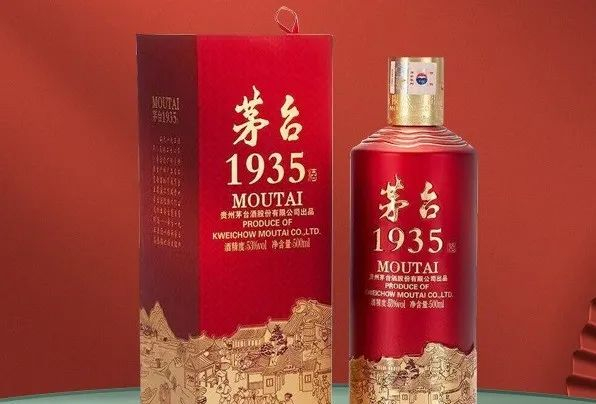 MOUTAI
茅台1935
茅台
1935
MOUTAI
贵州茅台酒股份有限公司出品
PRODUCE OF
KWEICHOW MOUTAI CO.,LTD.
酒精度:53%vol 净含量:500ml
茅台
1935
MOUTAI
贵州茅台酒股份有限公司出品
PRODUCE OF
KWEICHOW MOUTAI CO.,LTD.
酒精度:53%vol 净含量:500ml